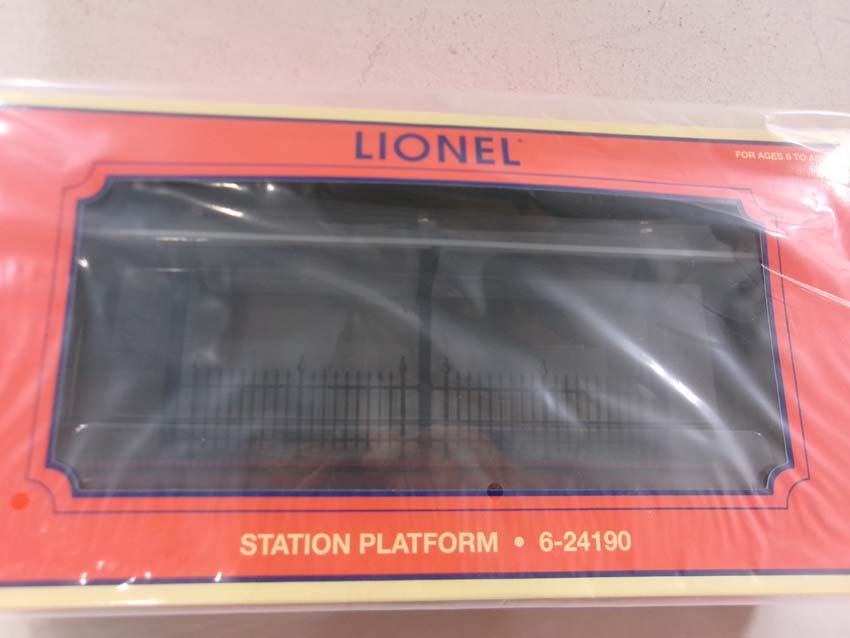 LIONEL
FOR AGES 8 TO
STATION PLATFORM • 6-24190